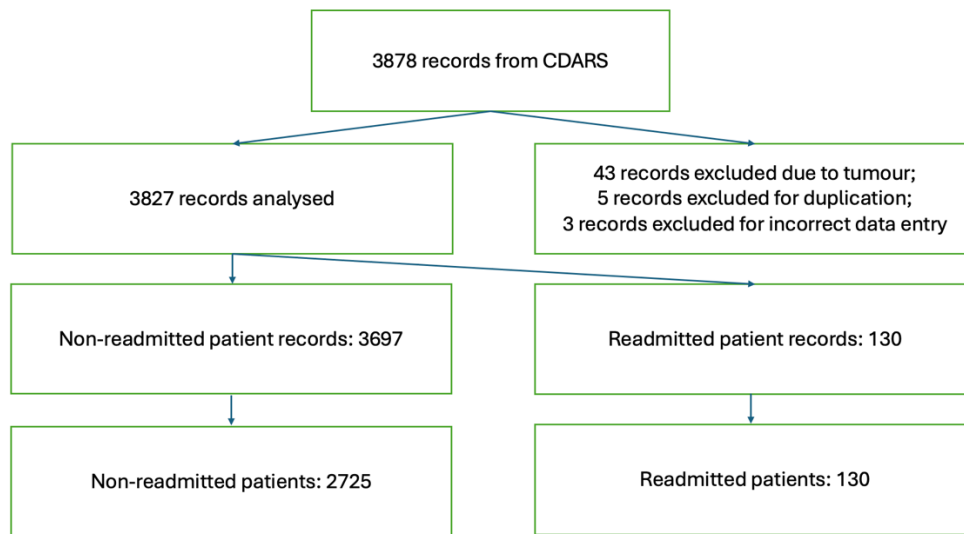 3878 records from CDARS
3827 records analysed
43 records excluded due to tumour;
5 records excluded for duplication;
3 records excluded for incorrect data entry
Non-readmitted patient records: 3697
Readmitted patient records: 130
Non-readmitted patients: 2725
Readmitted patients: 130